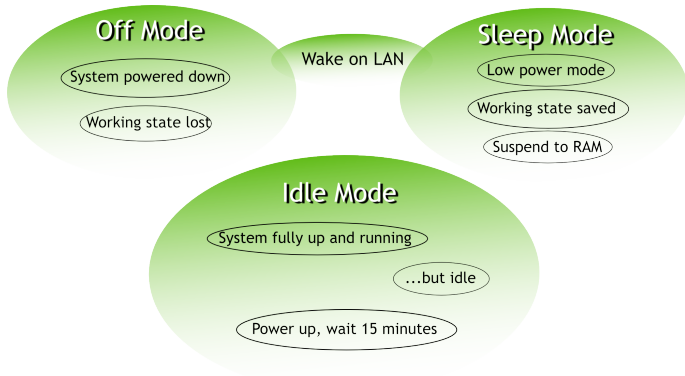 Off Mode
System powered down
Working state lost
Wake on LAN
Sleep Mode
Low power mode
Working state saved
Suspend to RAM
Idle Mode
System fully up and running
...but idle
Power up, wait 15 minutes